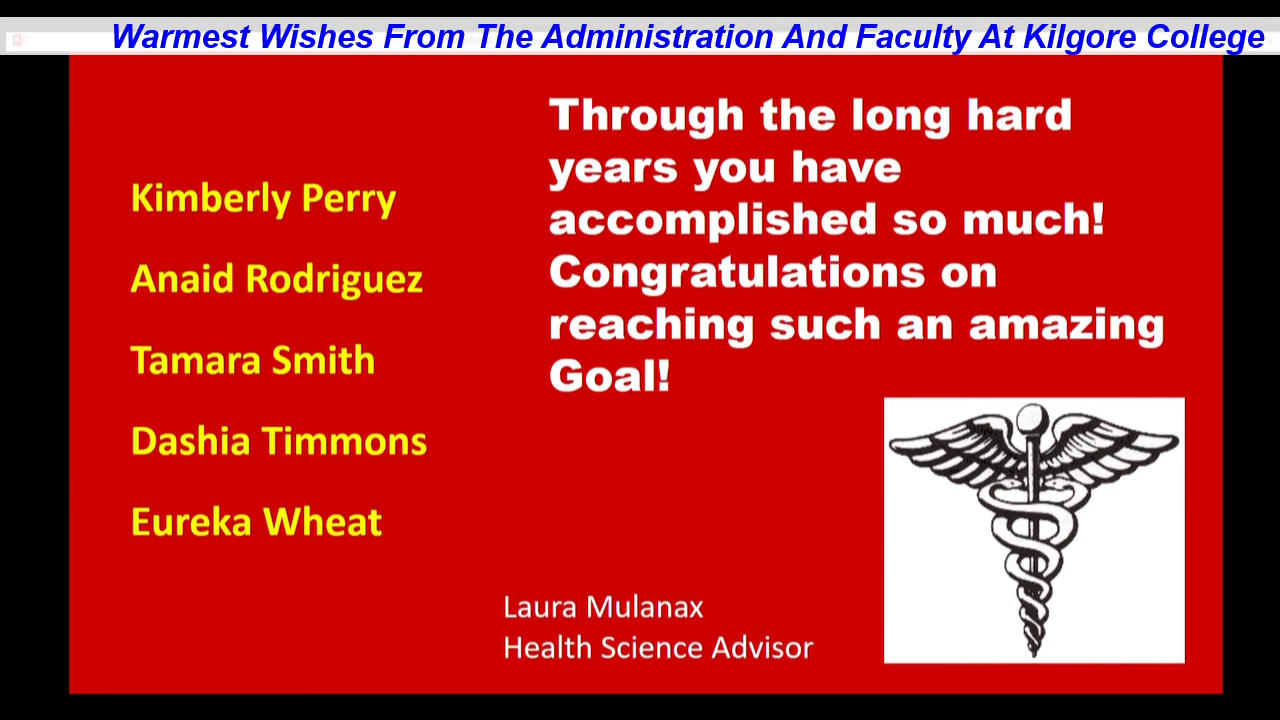 Warmest Wishes From The Administration And Faculty At Kilgore College
Kimberly Perry
Anaid Rodriguez
Tamara Smith
Dashia Timmons
Eureka Wheat
Through the long hard
years you have
accomplished so much!
Congratulations on
reaching such an amazing
Goal!
Laura Mulanax
Health Science Advisor